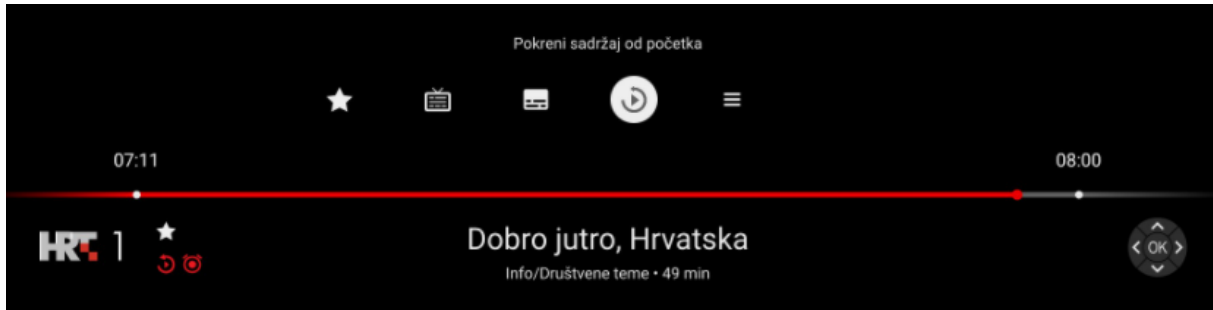 Pokreni sadržaj od početka
07:11
08:00
HRT 1
Dobro jutro, Hrvatska
Info/Društvene teme • 49 min
OK